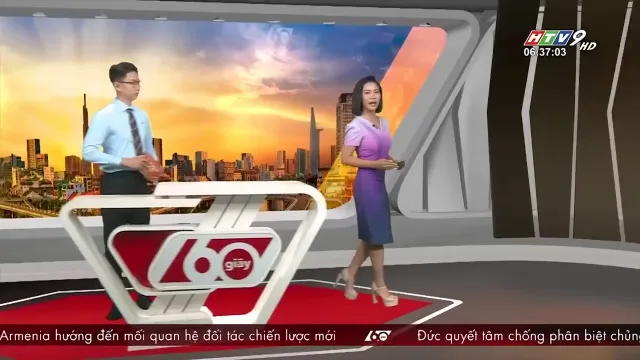 HTV9 HD
06:37:03
60 giây
Armenia hướng đến mối quan hệ đối tác chiến lược mới 60 Đức quyết tâm chống phân biệt chủn